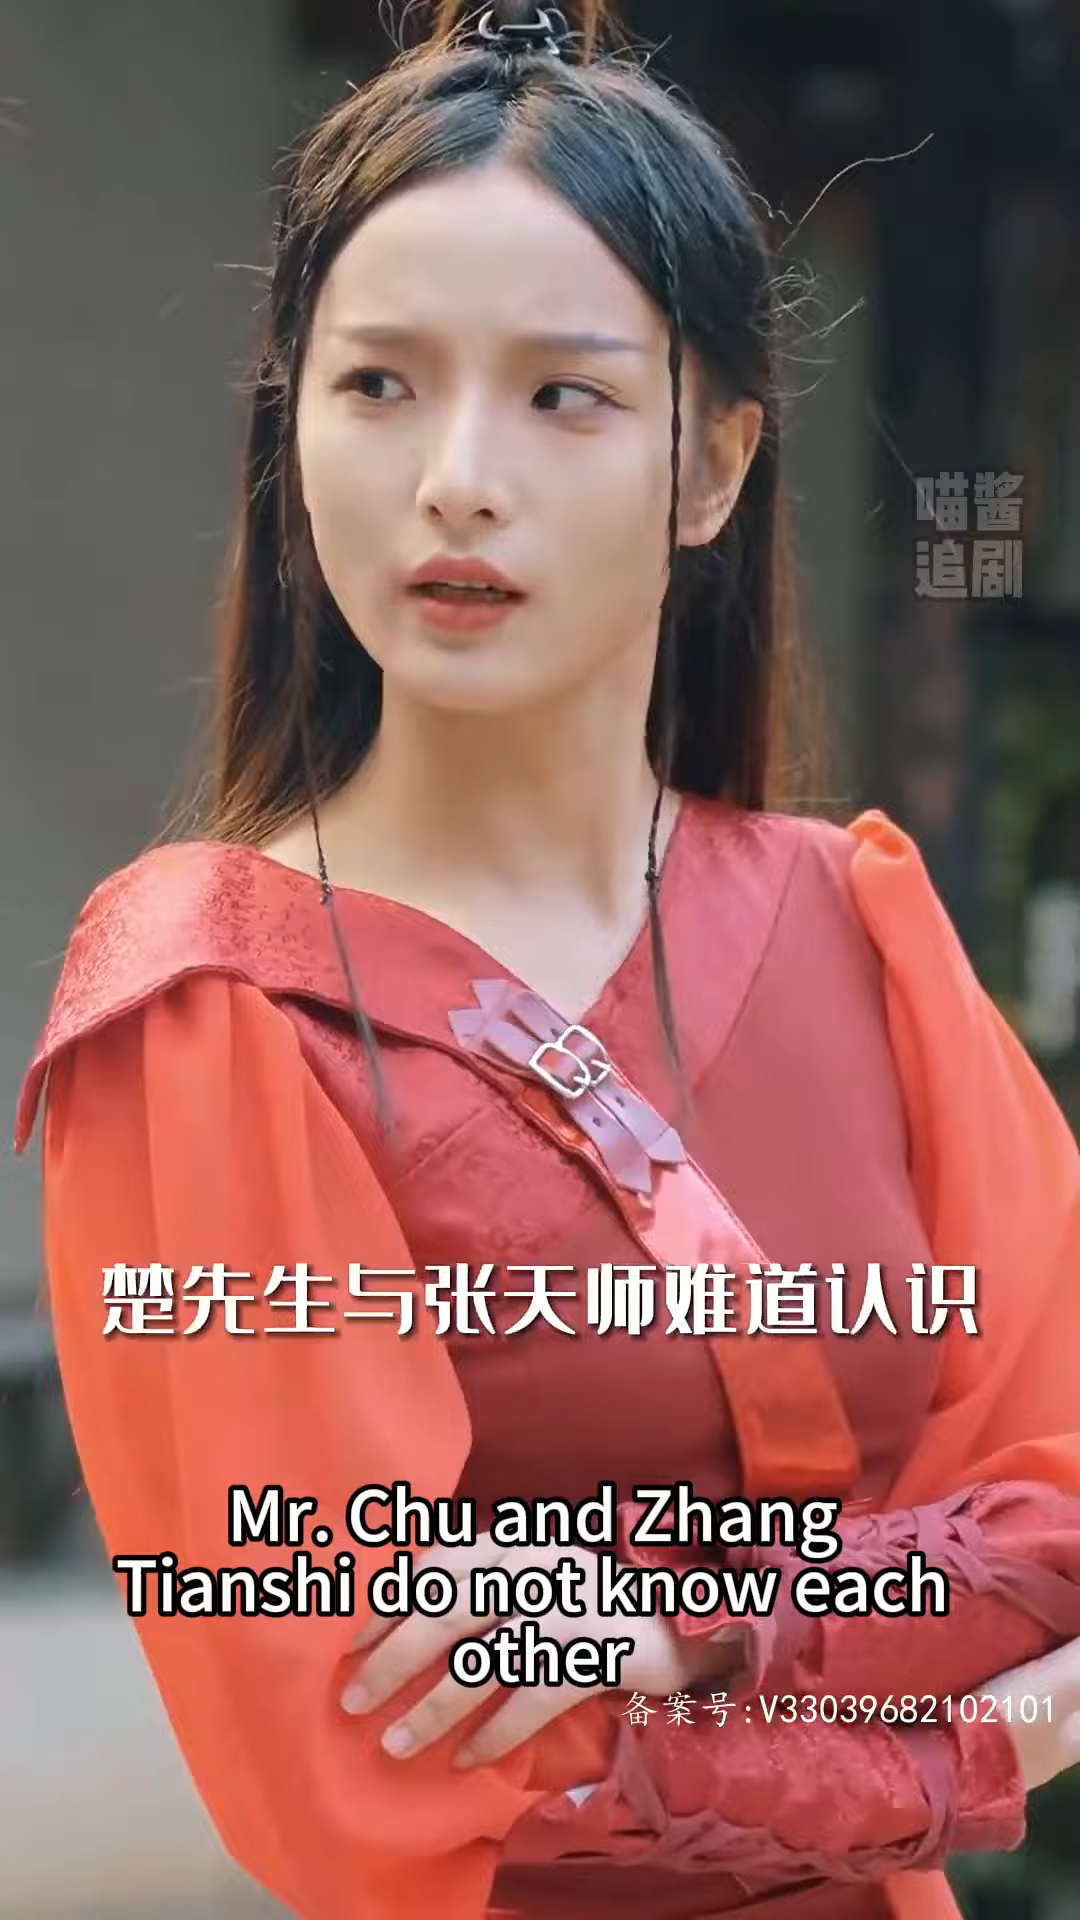 喵酱
追剧
楚先生与张天师难道认识
Mr. Chu and Zhang
Tianshi do not know each
other
备案号:V33039682102101